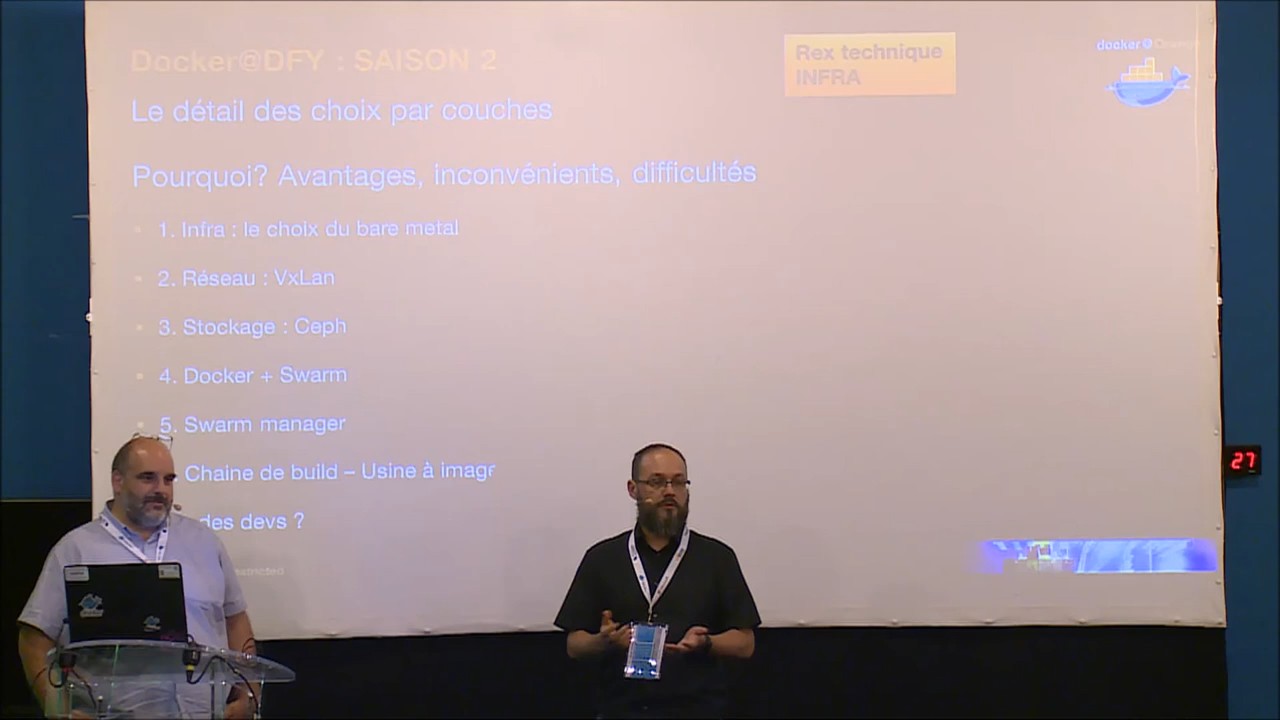 Docker@DFY : SAISON 2
Rex technique
INFRA
docker@Orange
Le détail des choix par couches
Pourquoi? Avantages, inconvénients, difficultés
1. Infra : le choix du bare metal
2. Réseau : VxLan
3. Stockage : Ceph
4. Docker + Swarm
5. Swarm manager
Chaine de build – Usine à image
des devs ?
27